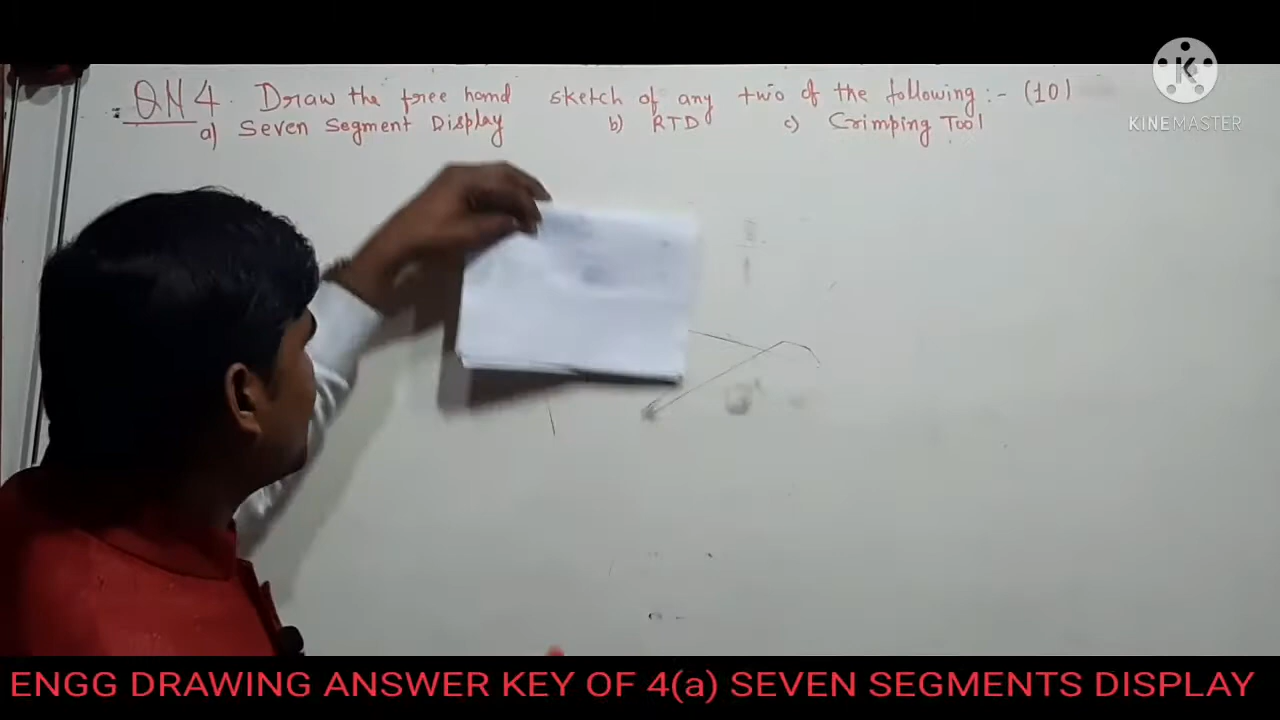 QN 4. Draw the free hand sketch of any two of the following :- (10)
a) Seven Segment Display b) RTD c) Crimping Tool
K
KINEMASTER
ENGG DRAWING ANSWER KEY OF 4(a) SEVEN SEGMENTS DISPLAY